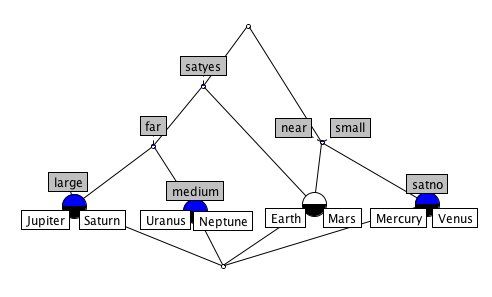 satyes
far
near small
large
medium
satno
Jupiter Saturn Uranus Neptune Earth Mars Mercury Venus